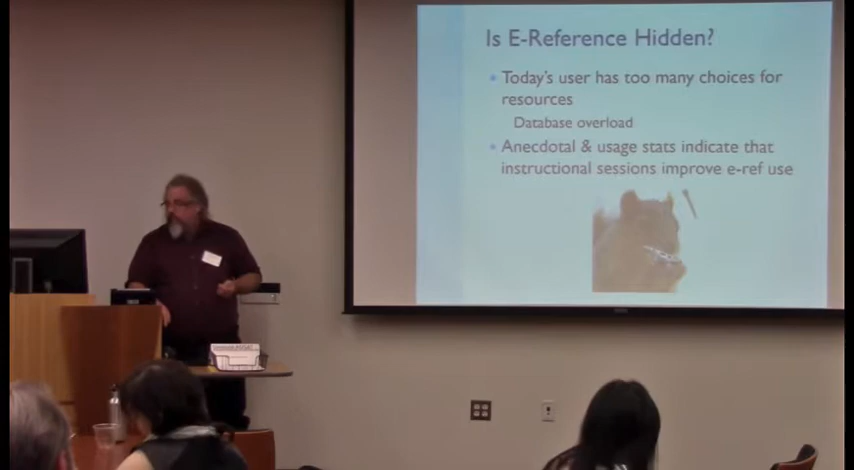 Is E-Reference Hidden?
Today's user has too many choices for
resources
Database overload
Anecdotal & usage stats indicate that
instructional sessions improve e-ref use